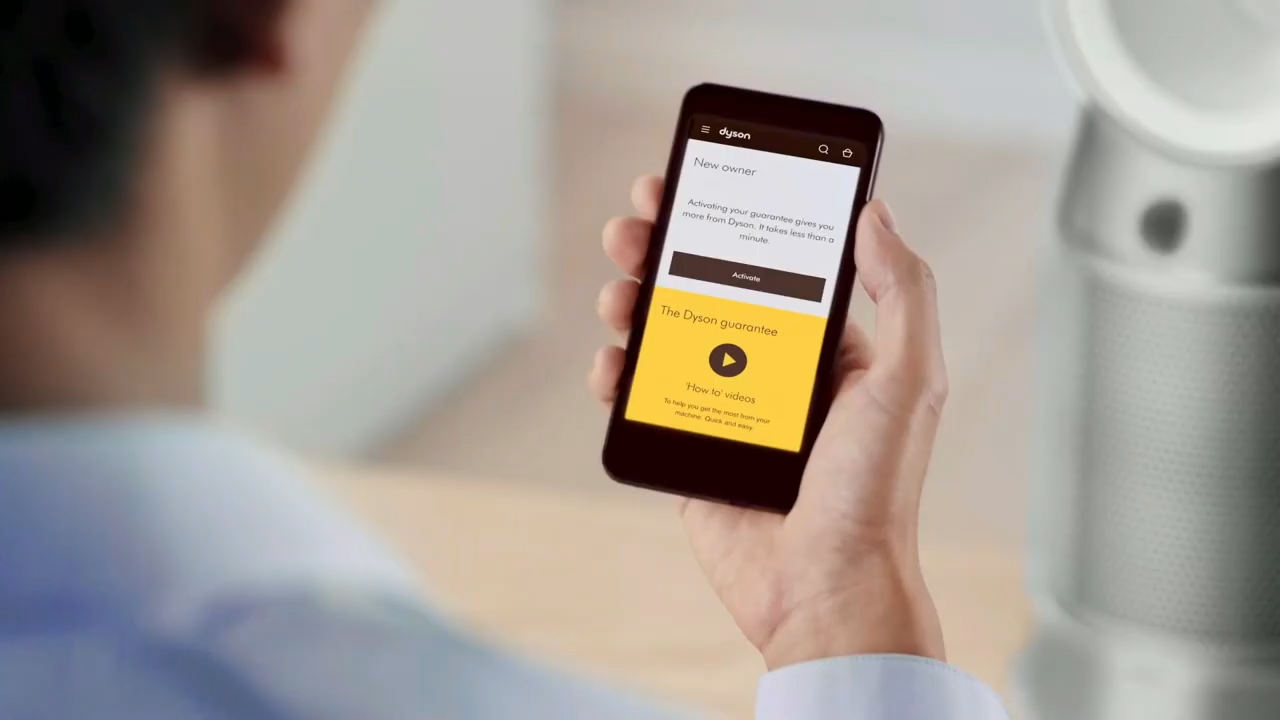 dyson
New owner
Activating your guarantee gives you
more from Dyson. It takes less than a
minute.
Activate
The Dyson guarantee
'How to' videos
To help you get the most from your
machine. Quick and easy.